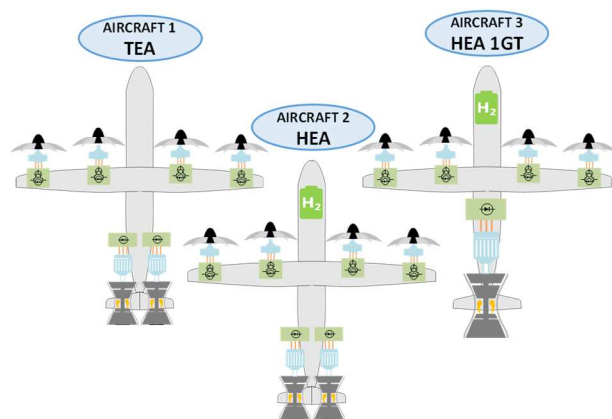 AIRCRAFT 1
TEA
AIRCRAFT 2
HEA
AIRCRAFT 3
HEA 1GT
H2
H2